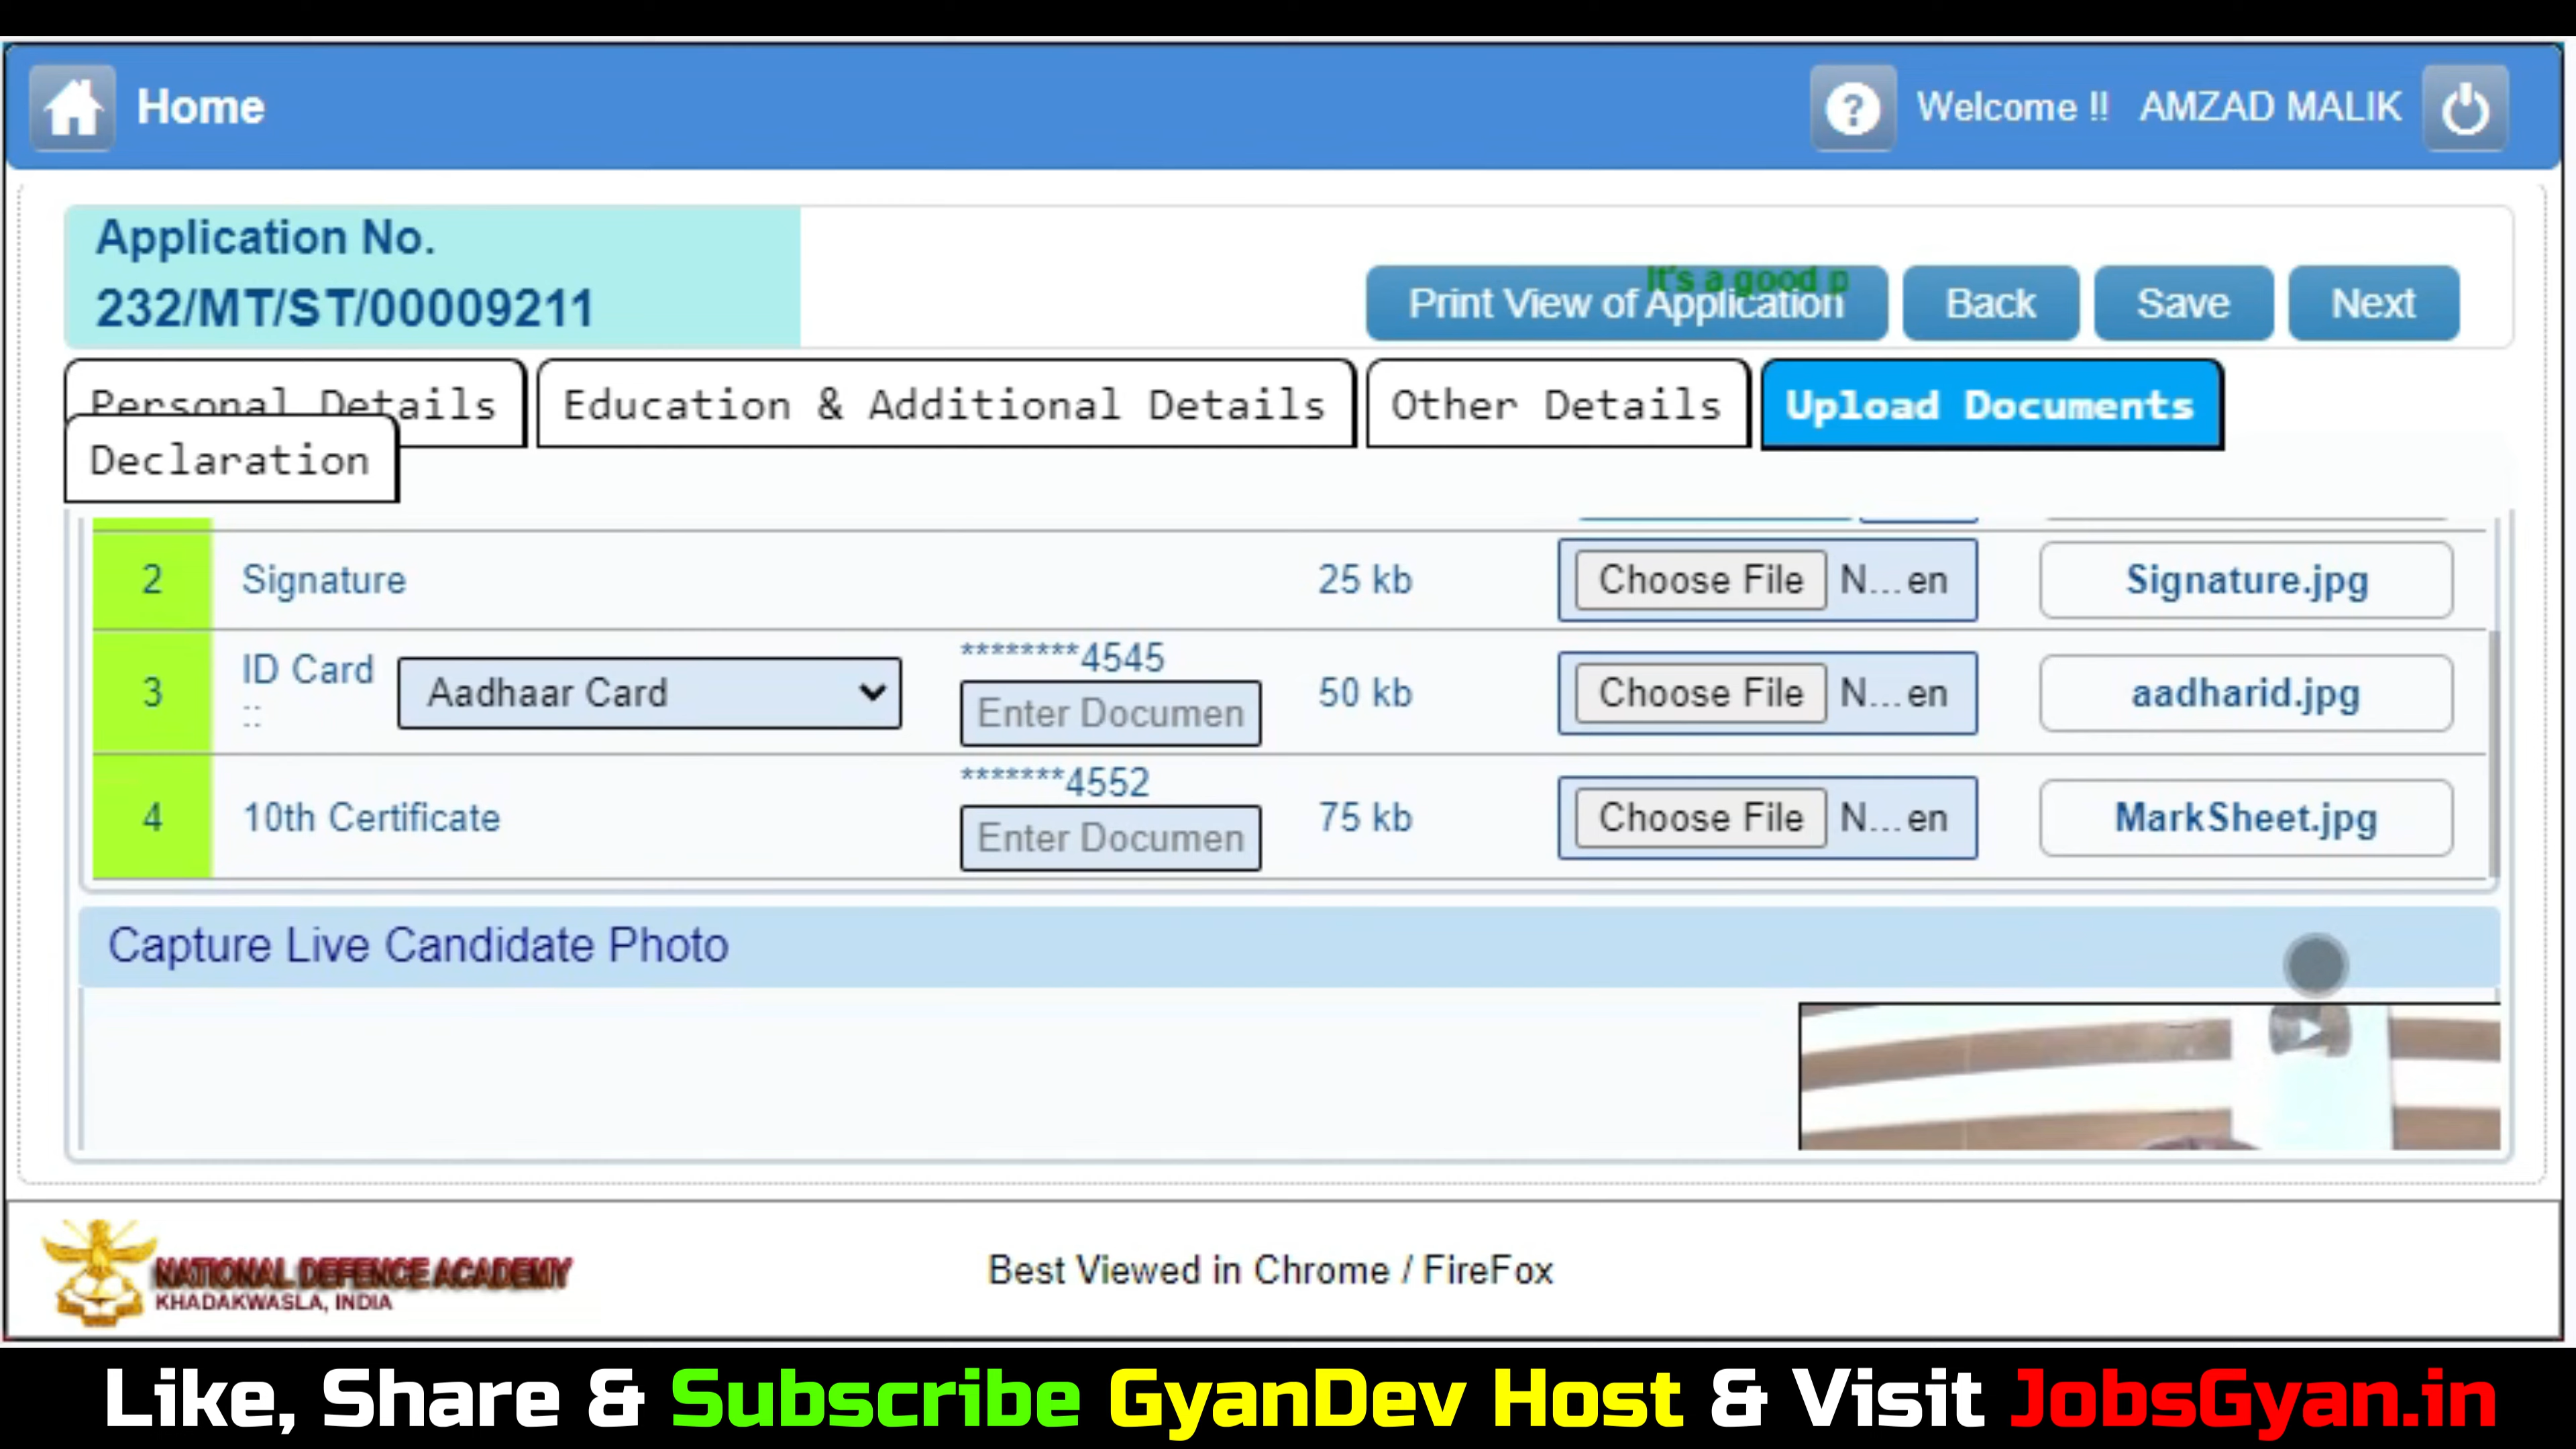 Home
Welcome !! AMZAD MALIK
Application No.
232/MT/ST/00009211
It's a good p
Print View of Application
Back
Save
Next
Personal Details
Education & Additional Details
Other Details
Upload Documents
Declaration
2 Signature 25 kb Choose File N...en Signature.jpg
3 ID Card :: Aadhaar Card ********4545 Enter Documen 50 kb Choose File N...en aadharid.jpg
4 10th Certificate *******4552 Enter Documen 75 kb Choose File N...en MarkSheet.jpg
Capture Live Candidate Photo
NATIONAL DEFENCE ACADEMY
KHADAKWASLA, INDIA
Best Viewed in Chrome / FireFox
Like, Share & Subscribe GyanDev Host & Visit JobsGyan.in